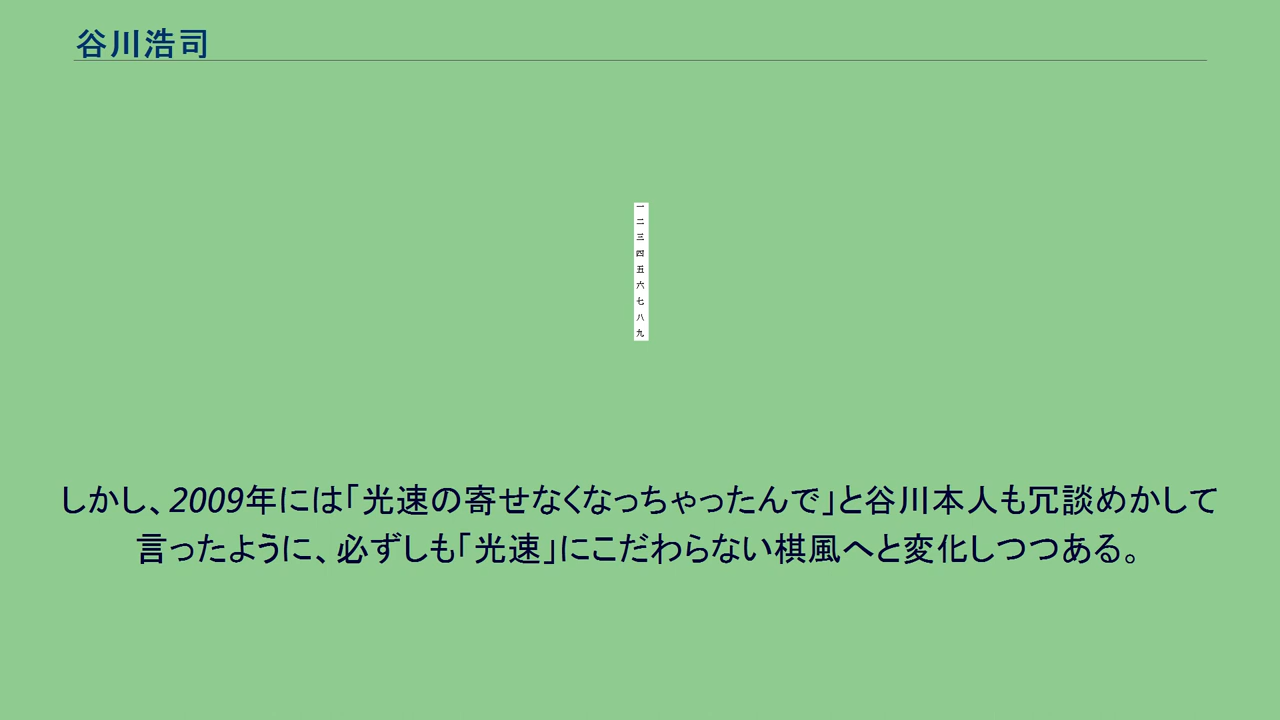 谷川浩司
一
二
三
四
五
六
七
八
九
しかし、2009年には「光速の寄せなくなっちゃったんで」と谷川本人も冗談めかして
言ったように、必ずしも「光速」にこだわらない棋風へと変化しつつある。